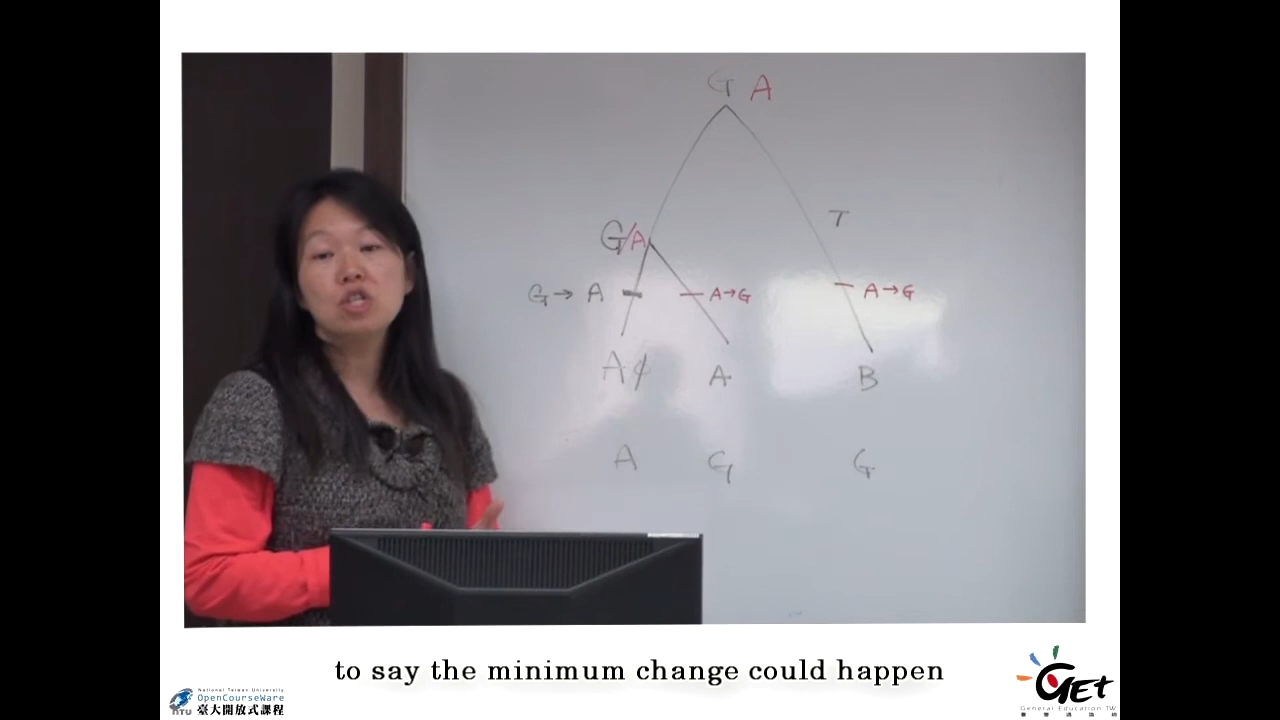 G A
T
G/A
G → A
A→G
A→G
A ¢ A B
A G G
to say the minimum change could happen
National Taiwan University
OpenCourseWare
NTU 臺大開放式課程
GET
General Education TW